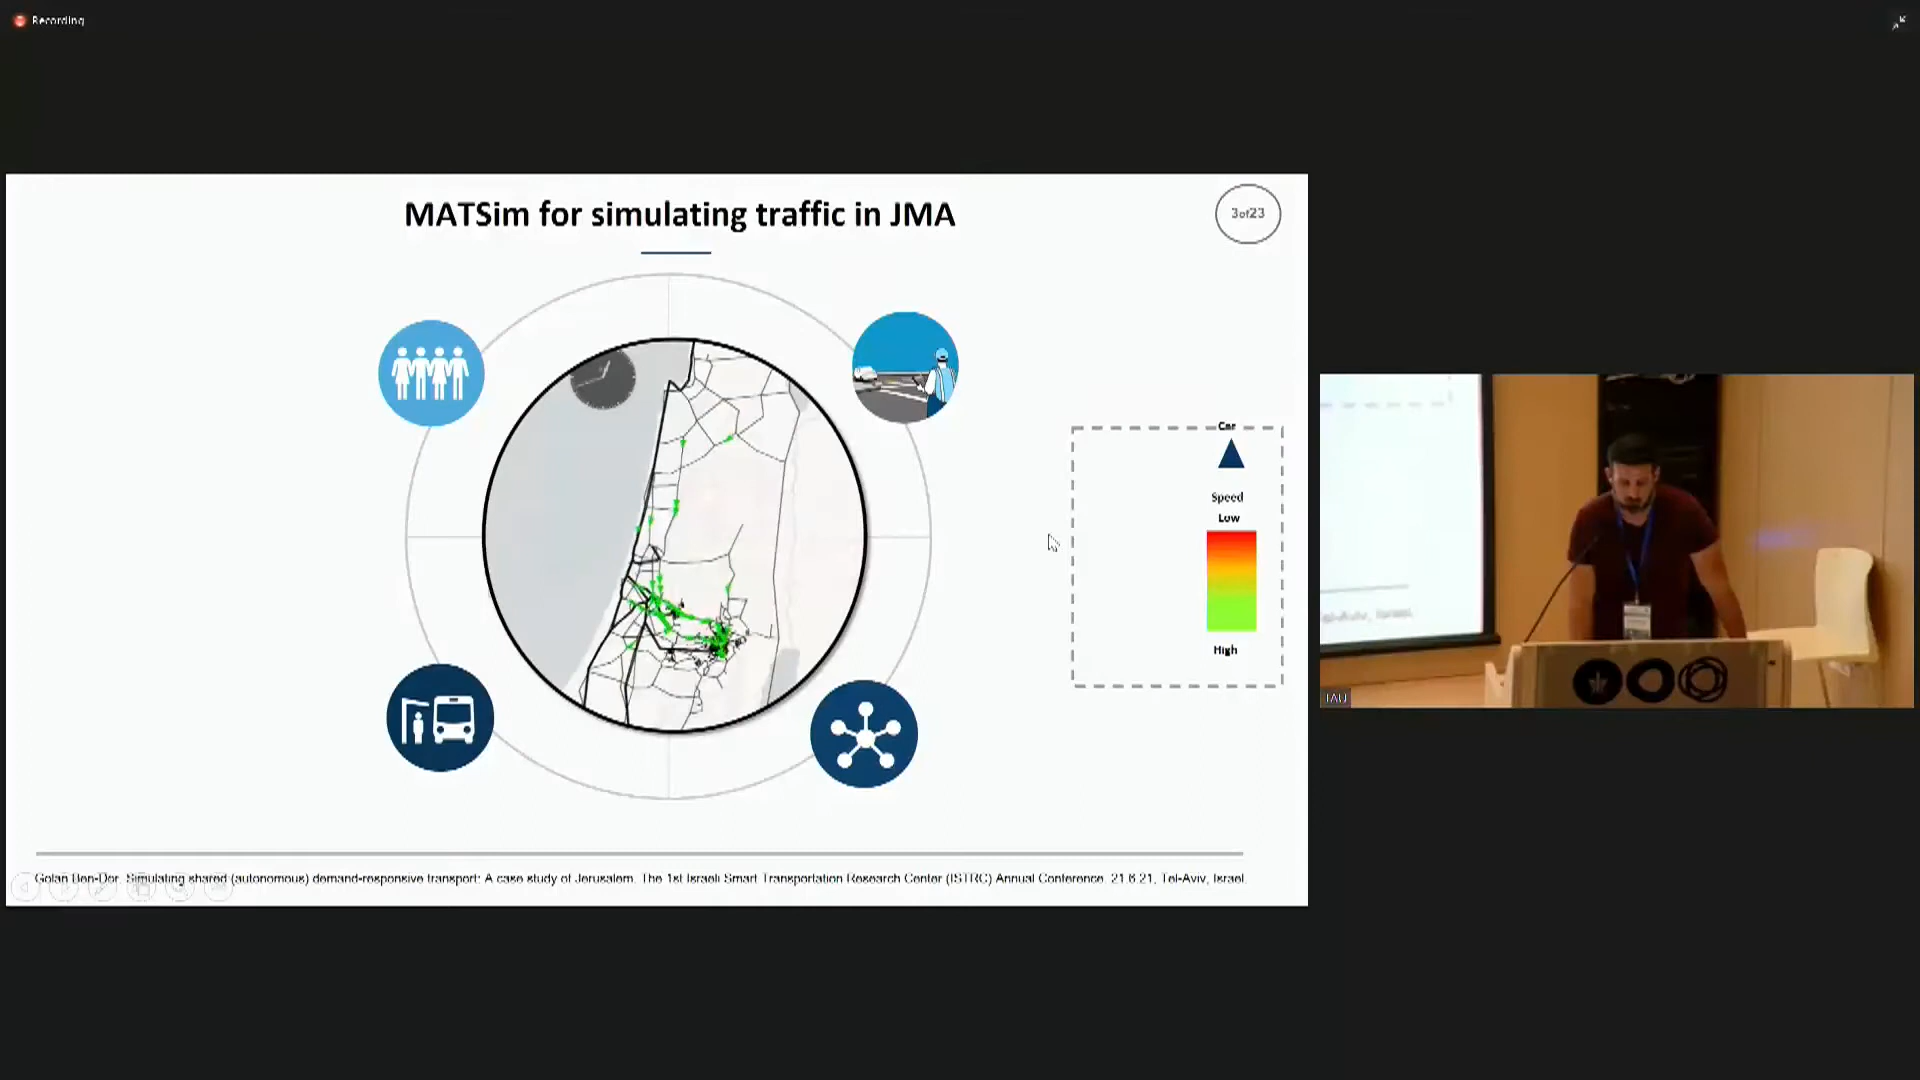 Recording
MATSim for simulating traffic in JMA
3of23
Car
Speed
Low
High
Golan Ben-Dor. Simulating shared (autonomous) demand-responsive transport: A case study of Jerusalem. The 1st Israeli Smart Transportation Research Center (ISTRC) Annual Conference. 21.6.21, Tel-Aviv, Israel.
TAU